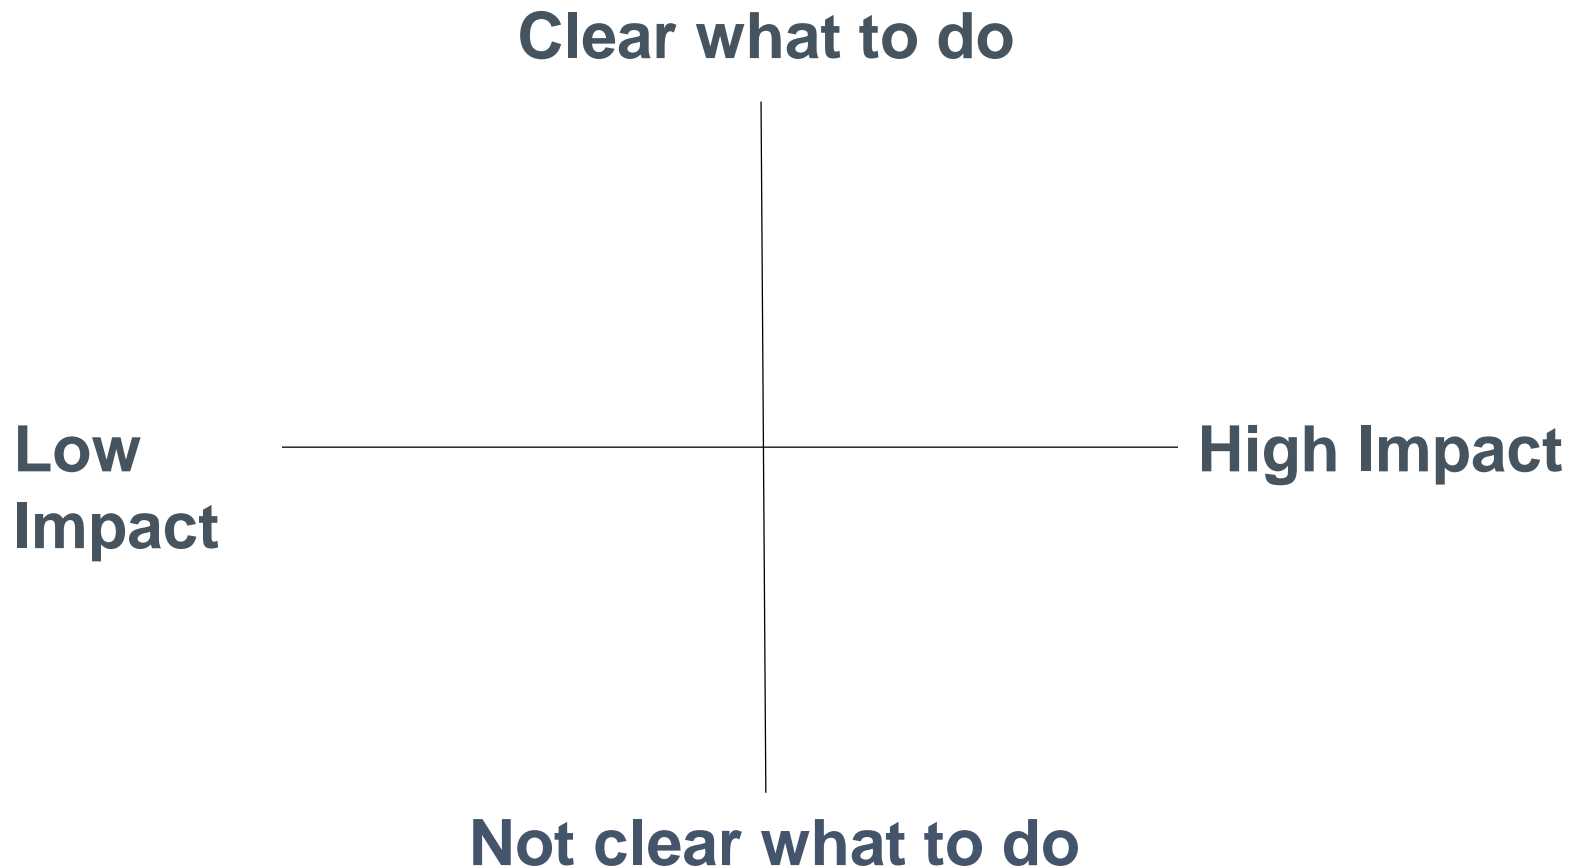 Clear what to do
Low
Impact
High Impact
Not clear what to do